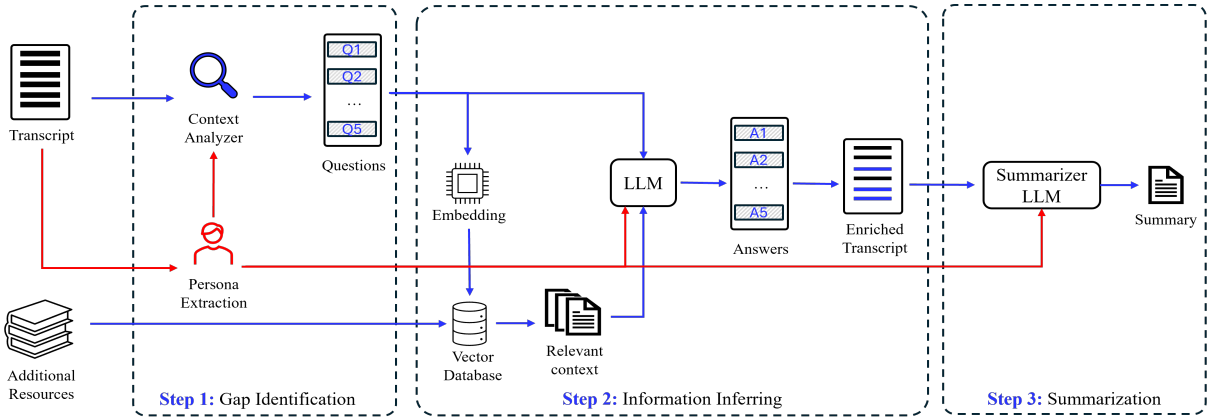 Transcript
Context
Analyzer
Q1
Q2
...
Q5
Questions
Persona
Extraction
Additional
Resources
Step 1: Gap Identification
Embedding
Vector
Database
Relevant
context
LLM
A1
A2
...
A5
Answers
Enriched
Transcript
Step 2: Information Inferring
Summarizer
LLM
Summary
Step 3: Summarization